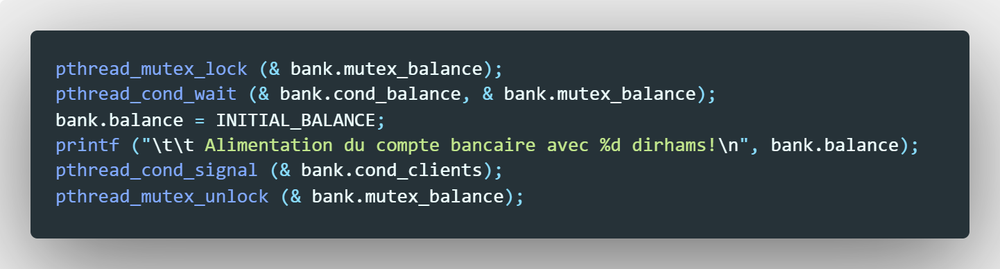 pthread_mutex_lock (& bank.mutex_balance);
pthread_cond_wait (& bank.cond_balance, & bank.mutex_balance);
bank.balance = INITIAL_BALANCE;
printf ("\t\t Alimentation du compte bancaire avec %d dirhams!\n", bank.balance);
pthread_cond_signal (& bank.cond_clients);
pthread_mutex_unlock (& bank.mutex_balance);